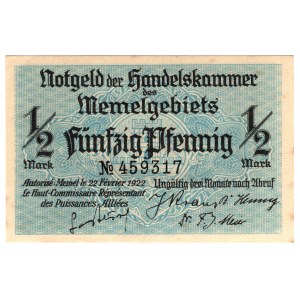 Notgeld der Handelskammer
des
Memelgebiets
1/2 Mark
Fünfzig Pfennig
1/2 Mark
No 459317
Autorisé-Memel le 22 Février 1922
Le Haut-Commissaire Représentant
des Puissances Alliées
Ungültig den Monate nach Abruf